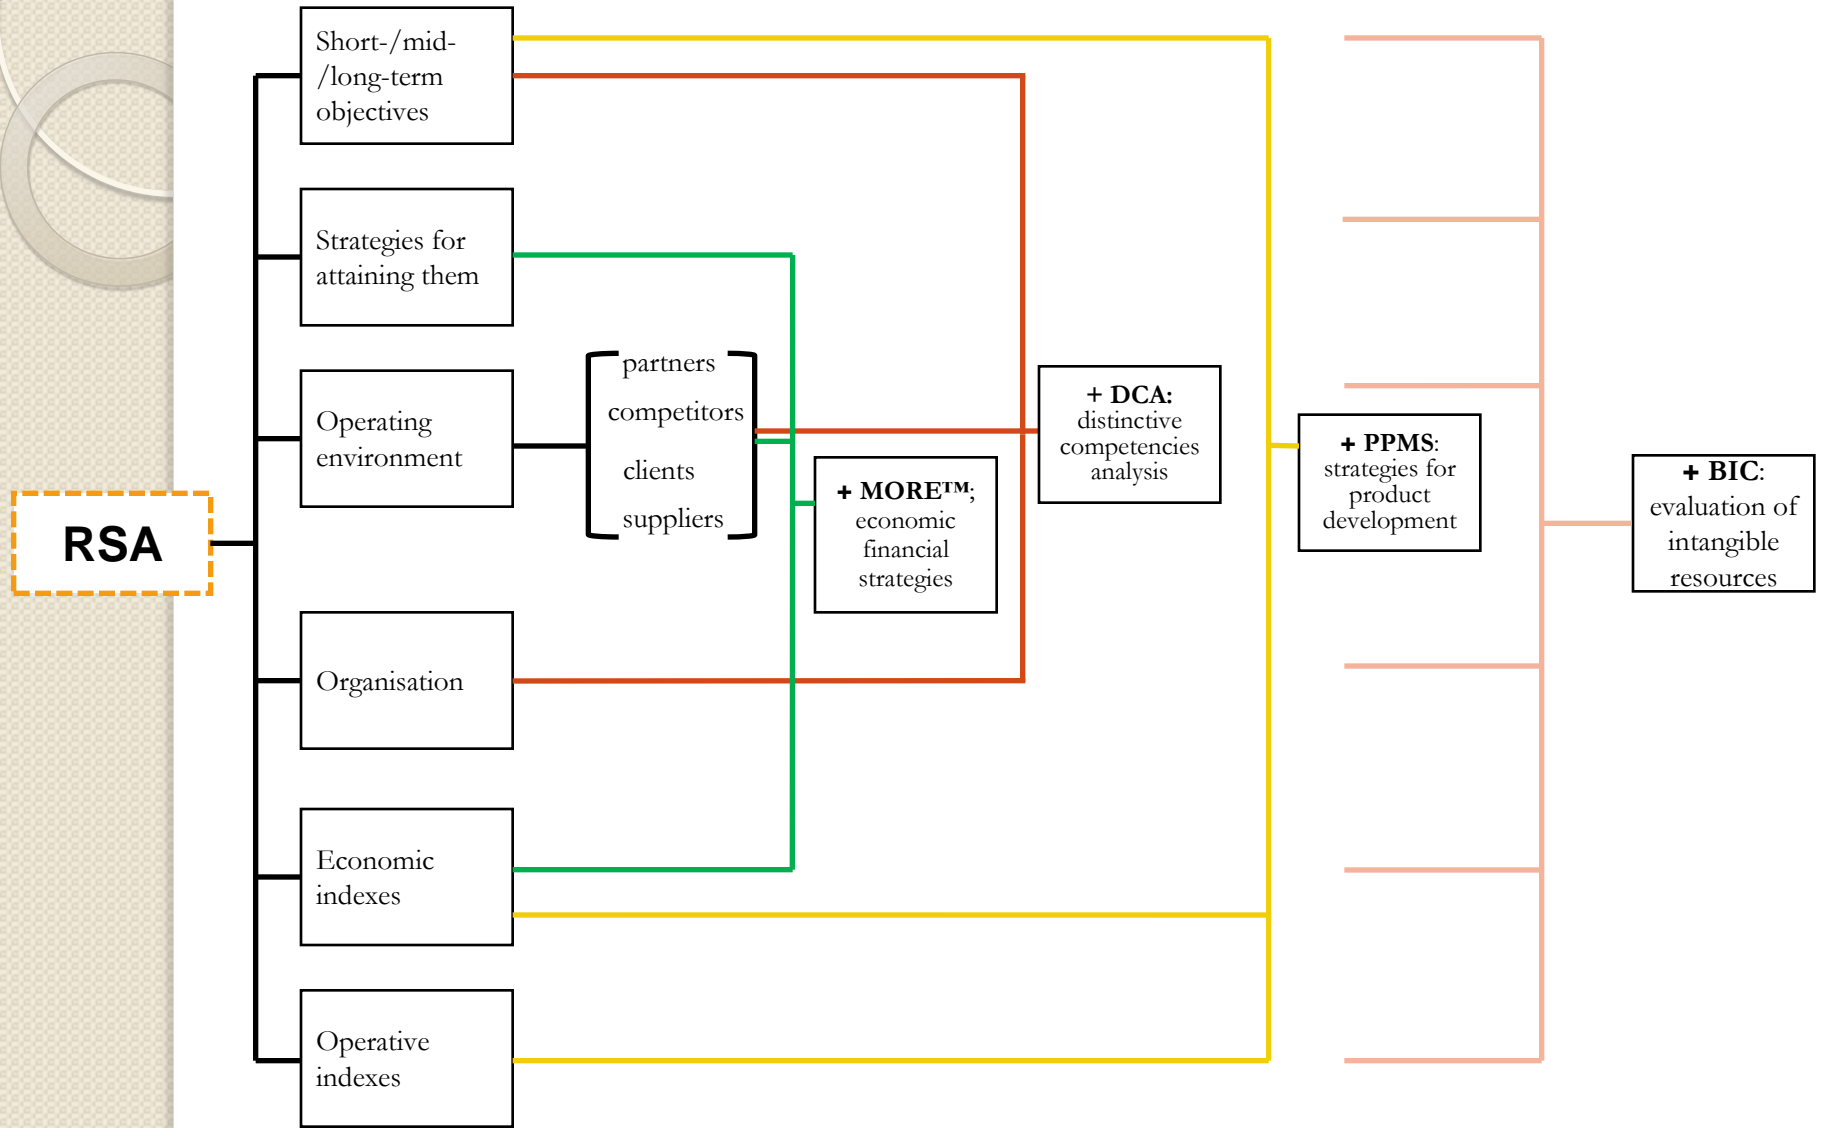 Short-/mid-
/long-term
objectives
Strategies for
attaining them
Operating
environment
partners
competitors
clients
suppliers
+ DCA:
distinctive
competencies
analysis
+ PPMS:
strategies for
product
development
+ MORE™;
economic
financial
strategies
+ BIC:
evaluation of
intangible
resources
RSA
Organisation
Economic
indexes
Operative
indexes